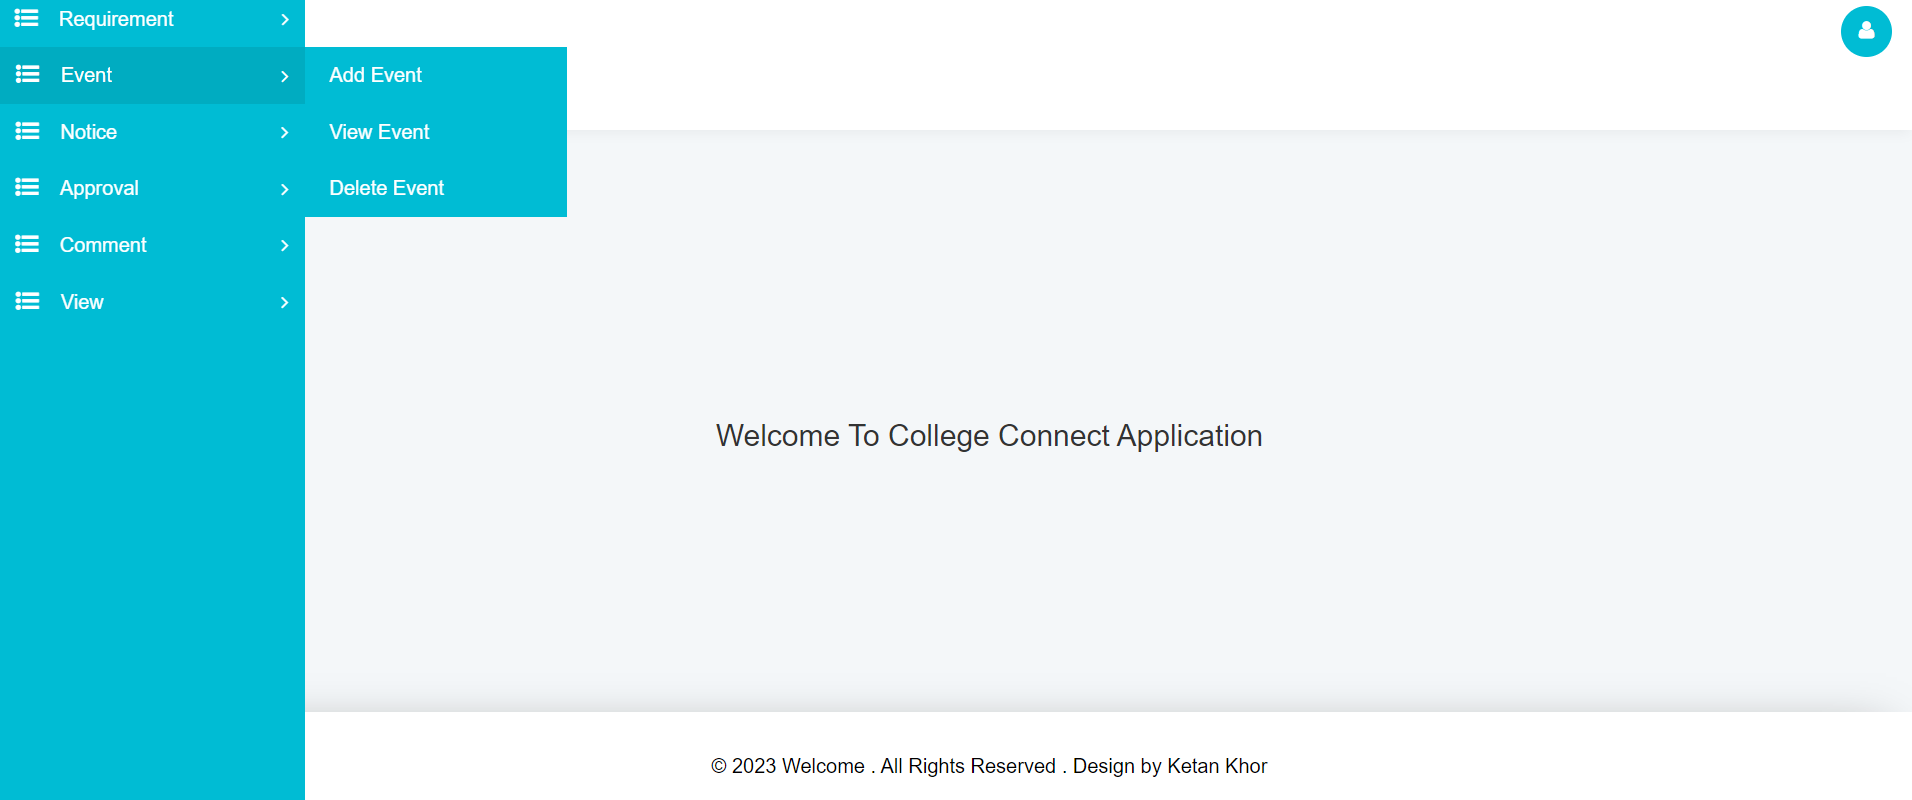 Requirement
Event
Notice
Approval
Comment
View
Add Event
View Event
Delete Event
Welcome To College Connect Application
© 2023 Welcome . All Rights Reserved . Design by Ketan Khor